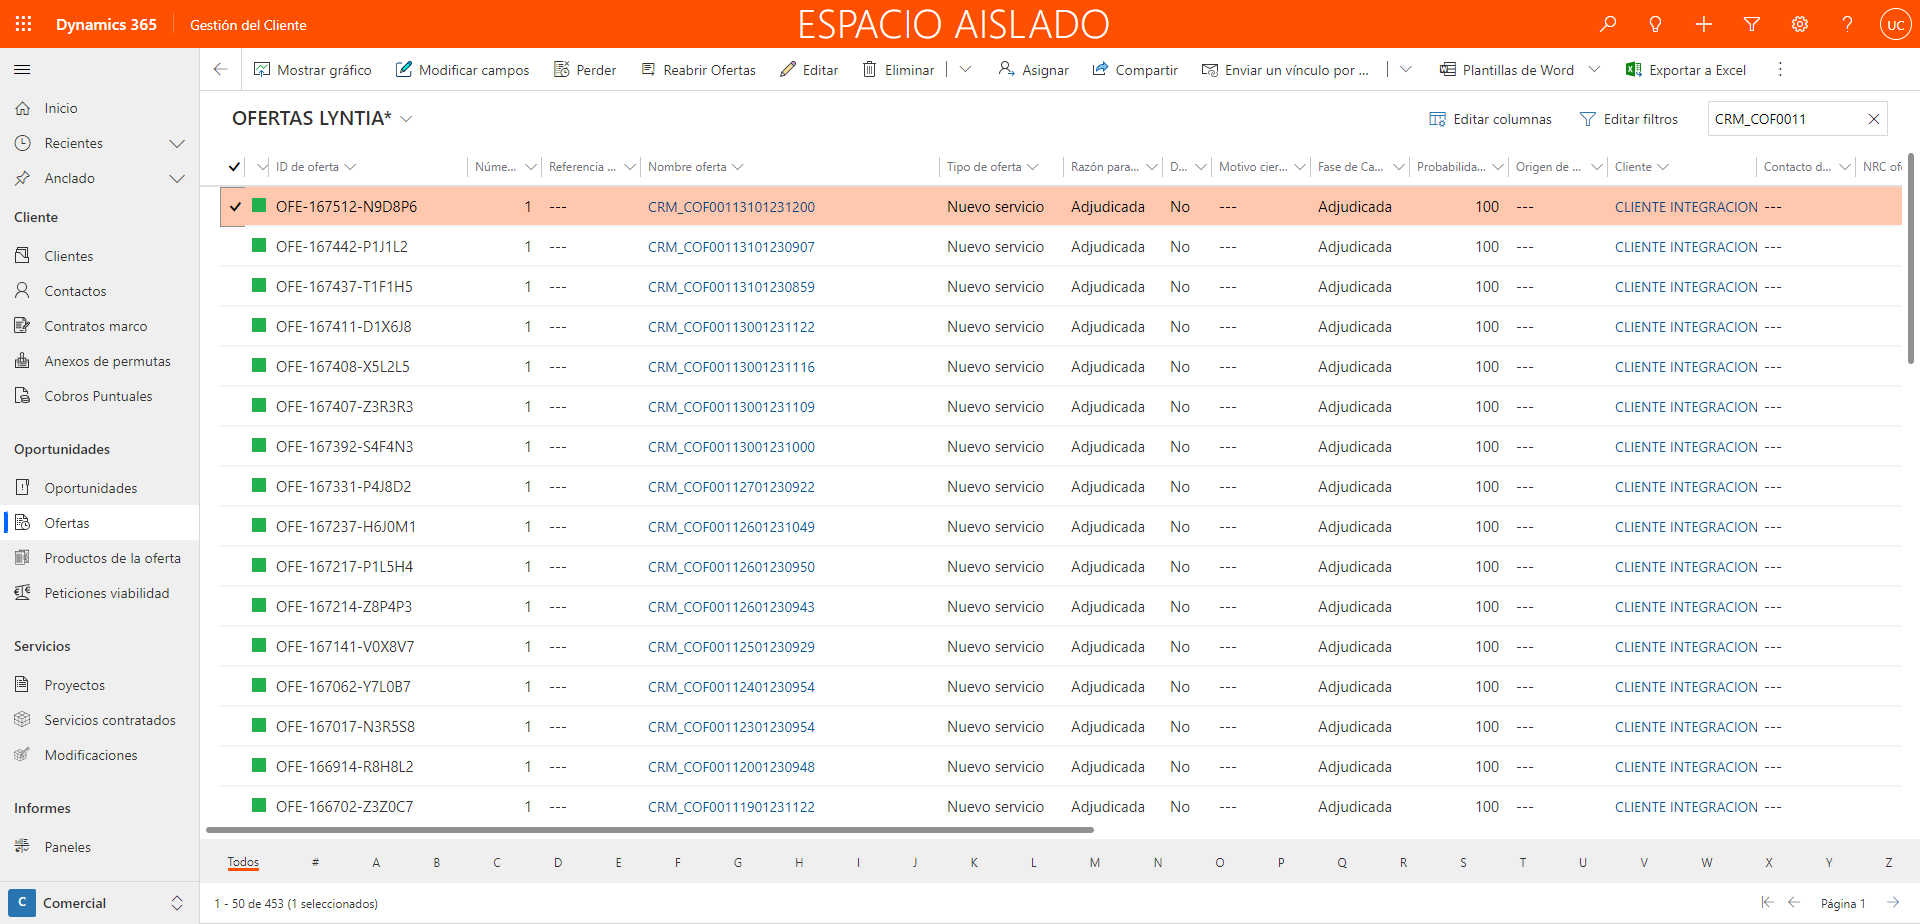 Dynamics 365 Gestión del Cliente ESPACIO AISLADO UC
Mostrar gráfico Modificar campos Perder Reabrir Ofertas Editar Eliminar Asignar Compartir Enviar un vínculo por ... Plantillas de Word Exportar a Excel
Inicio
Recientes
Anclado
Cliente
Clientes
Contactos
Contratos marco
Anexos de permutas
Cobros Puntuales
Oportunidades
Oportunidades
Ofertas
Productos de la oferta
Peticiones viabilidad
Servicios
Proyectos
Servicios contratados
Modificaciones
Informes
Paneles
C Comercial
OFERTAS LYNTIA* Editar columnas Editar filtros CRM_COF0011
ID de oferta Núme... Referencia ... Nombre oferta Tipo de oferta Razón para... D... Motivo cier... Fase de Ca... Probabilida... Origen de ... Cliente Contacto d... NRC of
OFE-167512-N9D8P6 1 --- CRM_COF00113101231200 Nuevo servicio Adjudicada No --- Adjudicada 100 --- CLIENTE INTEGRACION ---
OFE-167442-P1J1L2 1 --- CRM_COF00113101230907 Nuevo servicio Adjudicada No --- Adjudicada 100 --- CLIENTE INTEGRACION ---
OFE-167437-T1F1H5 1 --- CRM_COF00113101230859 Nuevo servicio Adjudicada No --- Adjudicada 100 --- CLIENTE INTEGRACION ---
OFE-167411-D1X6J8 1 --- CRM_COF00113001231122 Nuevo servicio Adjudicada No --- Adjudicada 100 --- CLIENTE INTEGRACION ---
OFE-167408-X5L2L5 1 --- CRM_COF00113001231116 Nuevo servicio Adjudicada No --- Adjudicada 100 --- CLIENTE INTEGRACION ---
OFE-167407-Z3R3R3 1 --- CRM_COF00113001231109 Nuevo servicio Adjudicada No --- Adjudicada 100 --- CLIENTE INTEGRACION ---
OFE-167392-S4F4N3 1 --- CRM_COF00113001231000 Nuevo servicio Adjudicada No --- Adjudicada 100 --- CLIENTE INTEGRACION ---
OFE-167331-P4J8D2 1 --- CRM_COF00112701230922 Nuevo servicio Adjudicada No --- Adjudicada 100 --- CLIENTE INTEGRACION ---
OFE-167237-H6J0M1 1 --- CRM_COF00112601231049 Nuevo servicio Adjudicada No --- Adjudicada 100 --- CLIENTE INTEGRACION ---
OFE-167217-P1L5H4 1 --- CRM_COF00112601230950 Nuevo servicio Adjudicada No --- Adjudicada 100 --- CLIENTE INTEGRACION ---
OFE-167214-Z8P4P3 1 --- CRM_COF00112601230943 Nuevo servicio Adjudicada No --- Adjudicada 100 --- CLIENTE INTEGRACION ---
OFE-167141-V0X8V7 1 --- CRM_COF00112501230929 Nuevo servicio Adjudicada No --- Adjudicada 100 --- CLIENTE INTEGRACION ---
OFE-167062-Y7L0B7 1 --- CRM_COF00112401230954 Nuevo servicio Adjudicada No --- Adjudicada 100 --- CLIENTE INTEGRACION ---
OFE-167017-N3R5S8 1 --- CRM_COF00112301230954 Nuevo servicio Adjudicada No --- Adjudicada 100 --- CLIENTE INTEGRACION ---
OFE-166914-R8H8L2 1 --- CRM_COF00112001230948 Nuevo servicio Adjudicada No --- Adjudicada 100 --- CLIENTE INTEGRACION ---
OFE-166702-Z3Z0C7 1 --- CRM_COF00111901231122 Nuevo servicio Adjudicada No --- Adjudicada 100 --- CLIENTE INTEGRACION ---
Todos # A B C D E F G H I J K L M N O P Q R S T U V W X Y Z
1 - 50 de 453 (1 seleccionados) Página 1